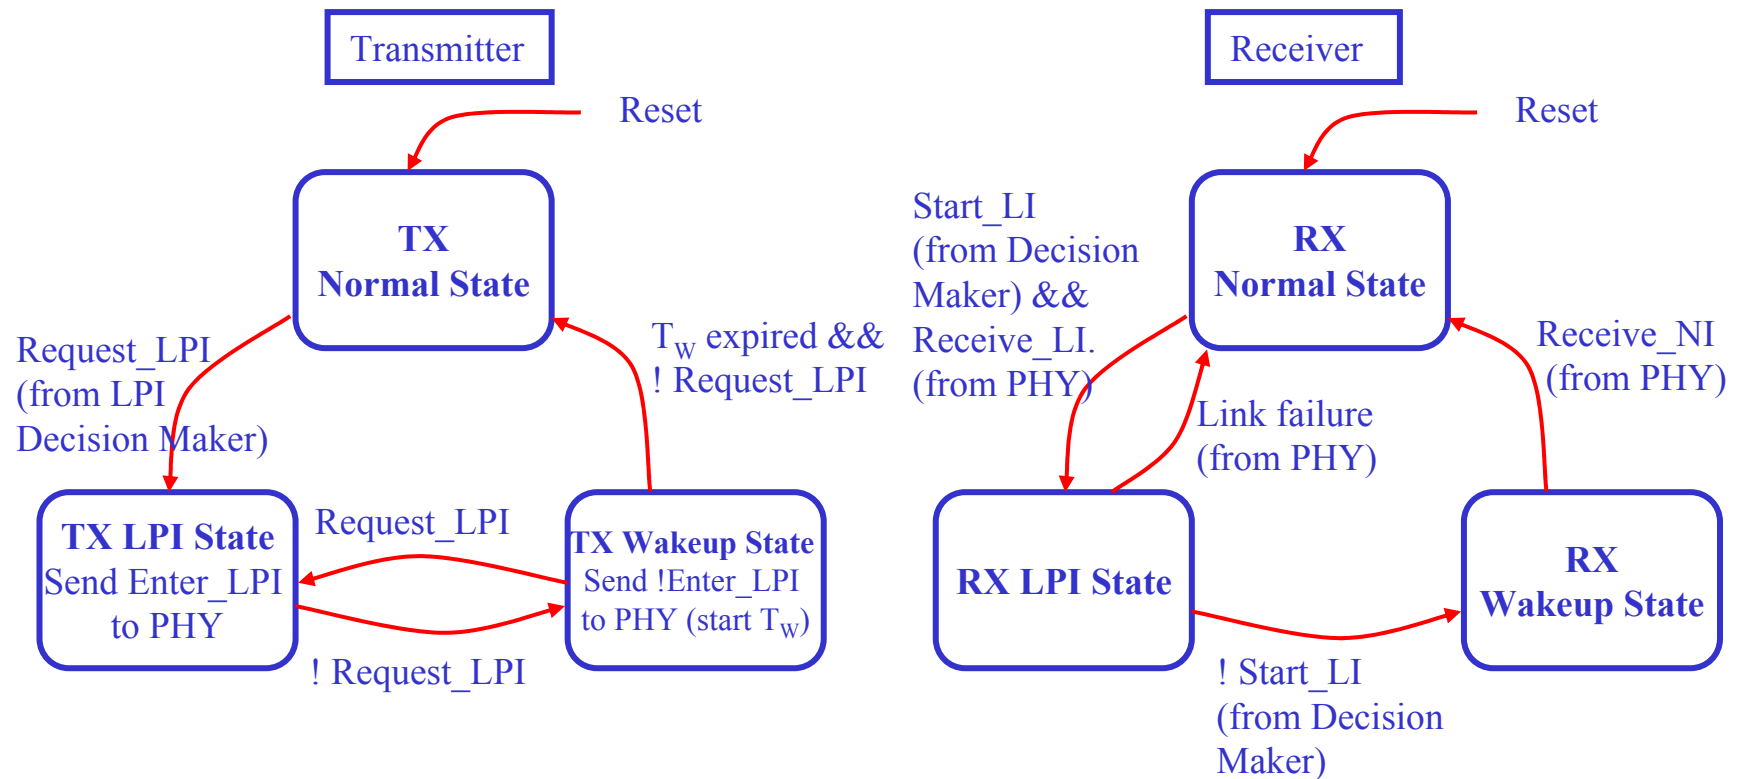 Transmitter
Reset
TX
Normal State
Request_LPI
(from LPI
Decision Maker)
T_W expired &&
! Request_LPI
TX LPI State
Send Enter_LPI
to PHY
Request_LPI
! Request_LPI
TX Wakeup State
Send !Enter_LPI
to PHY (start T_W)
Receiver
Reset
Start_LI
(from Decision
Maker) &&
Receive_LI.
(from PHY)
RX
Normal State
Receive_NI
(from PHY)
Link failure
(from PHY)
RX LPI State
RX
Wakeup State
! Start_LI
(from Decision
Maker)